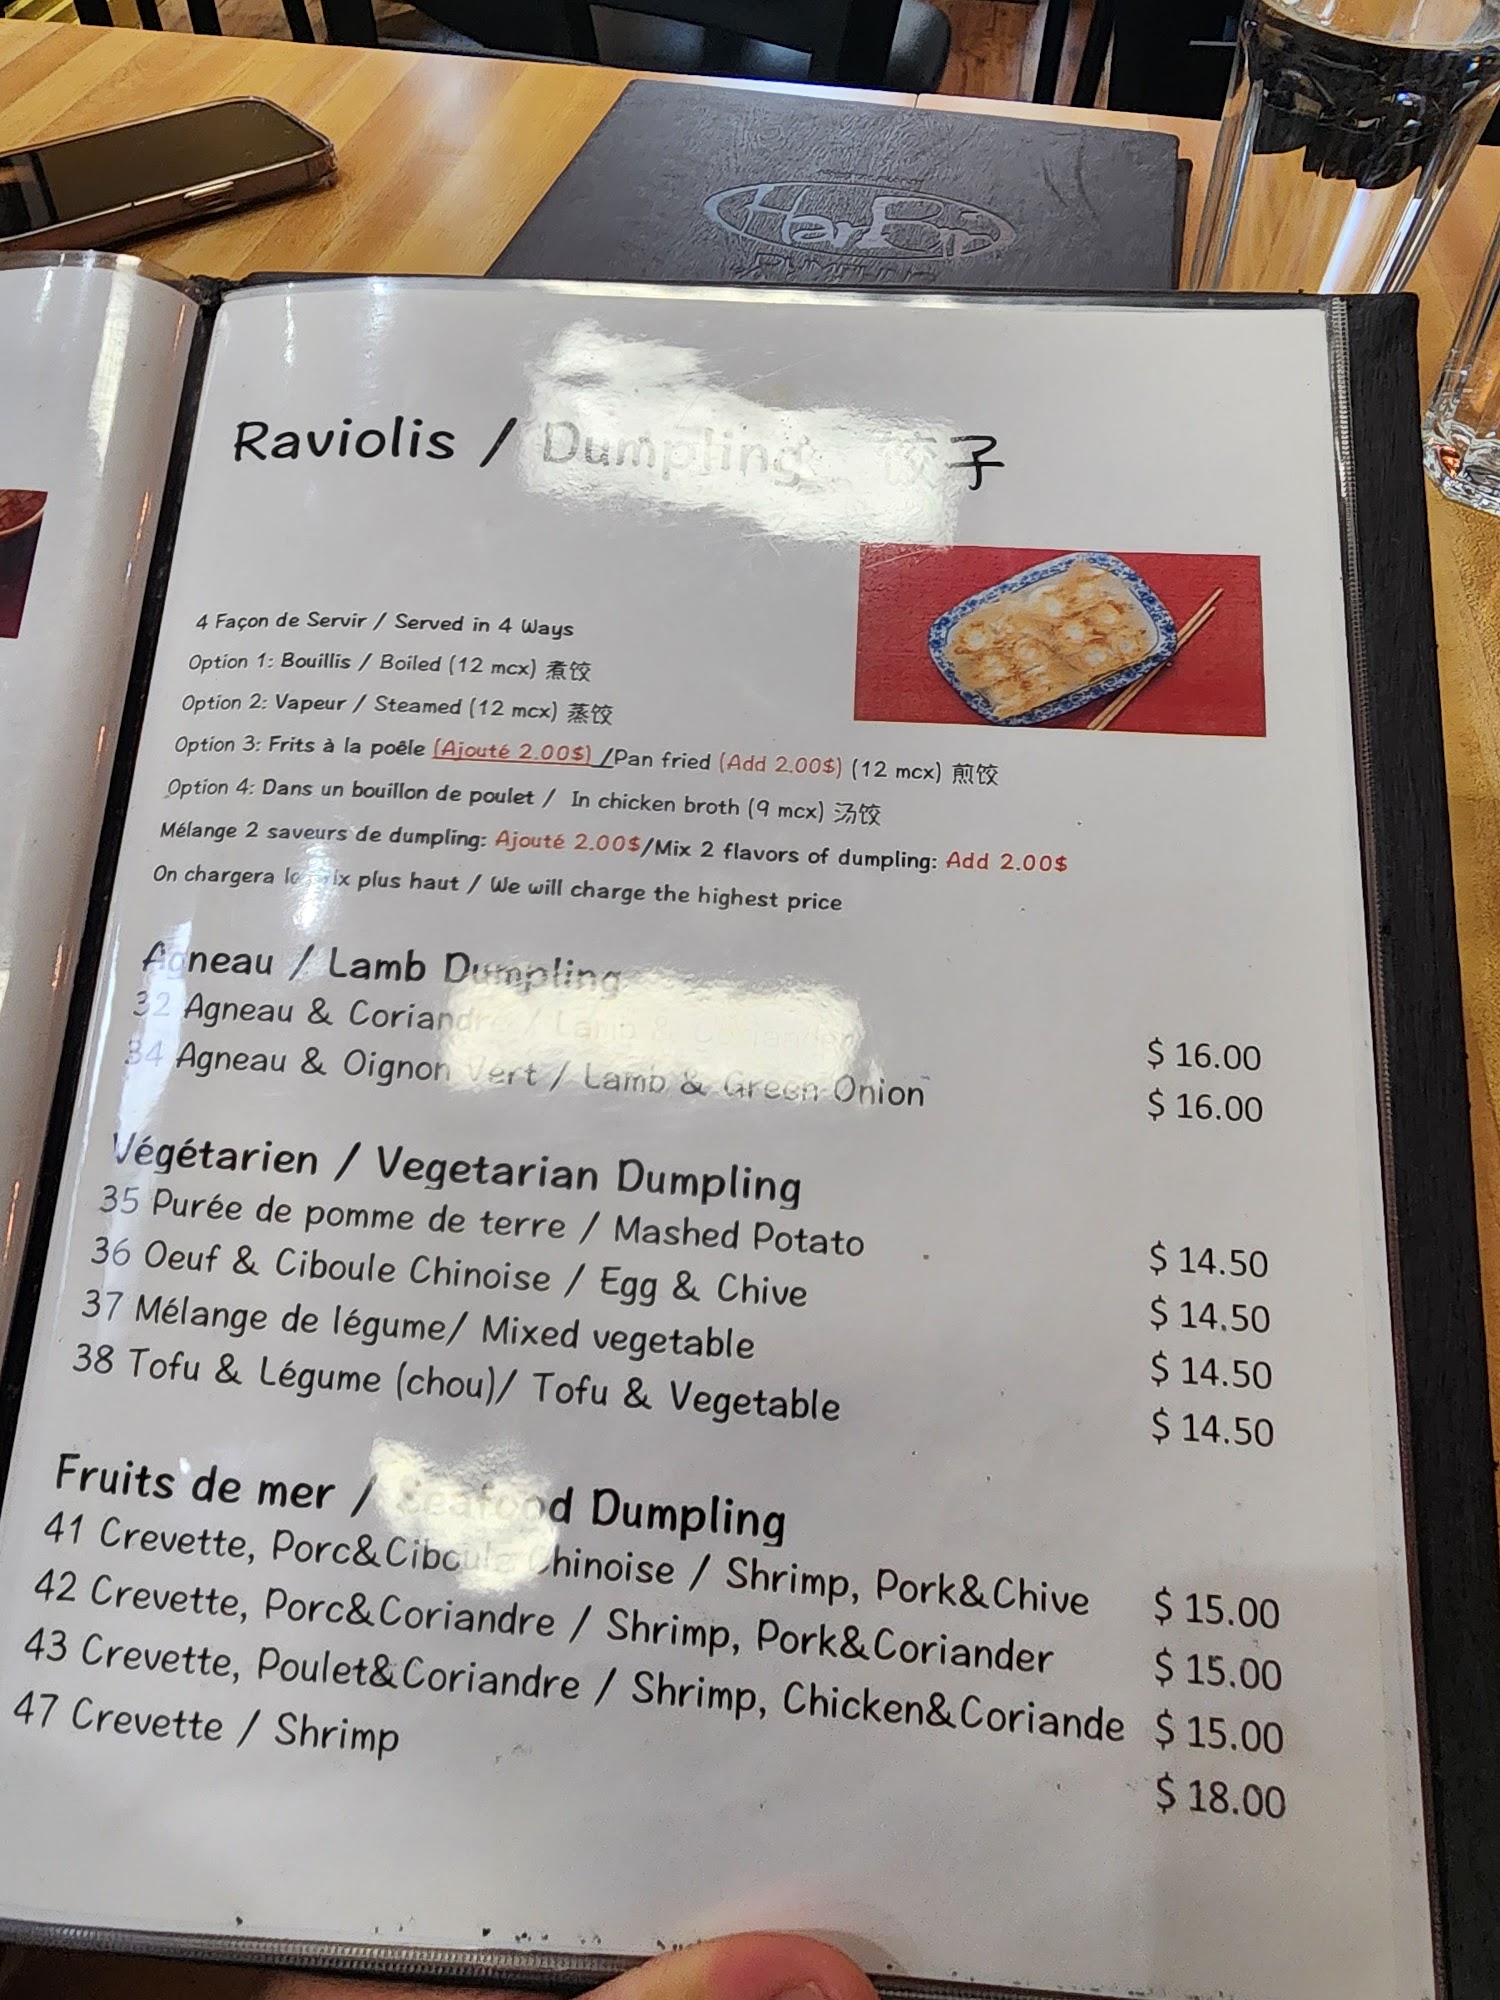 HarBin
Raviolis / Dumpling 饺子
4 Façon de Servir / Served in 4 Ways
Option 1: Bouillis / Boiled (12 mcx) 煮饺
Option 2: Vapeur / Steamed (12 mcx) 蒸饺
Option 3: Frits à la poêle (Ajouté 2.00$) /Pan fried (Add 2.00$) (12 mcx) 煎饺
Option 4: Dans un bouillon de poulet / In chicken broth (9 mcx) 汤饺
Mélange 2 saveurs de dumpling: Ajouté 2.00$/Mix 2 flavors of dumpling: Add 2.00$
On chargera plus haut / We will charge the highest price
Agneau / Lamb Dumpling
32 Agneau & Coriandre / Lamb & Coriander $ 16.00
34 Agneau & Oignon Vert / Lamb & Green Onion $ 16.00
Végétarien / Vegetarian Dumpling
35 Purée de pomme de terre / Mashed Potato $ 14.50
36 Oeuf & Ciboule Chinoise / Egg & Chive $ 14.50
37 Mélange de légume/ Mixed vegetable $ 14.50
38 Tofu & Légume (chou)/ Tofu & Vegetable $ 14.50
Fruits de mer / Seafood Dumpling
41 Crevette, Porc&Ciboule Chinoise / Shrimp, Pork&Chive $ 15.00
42 Crevette, Porc&Coriandre / Shrimp, Pork&Coriander $ 15.00
43 Crevette, Poulet&Coriandre / Shrimp, Chicken&Coriande $ 15.00
47 Crevette / Shrimp $ 18.00